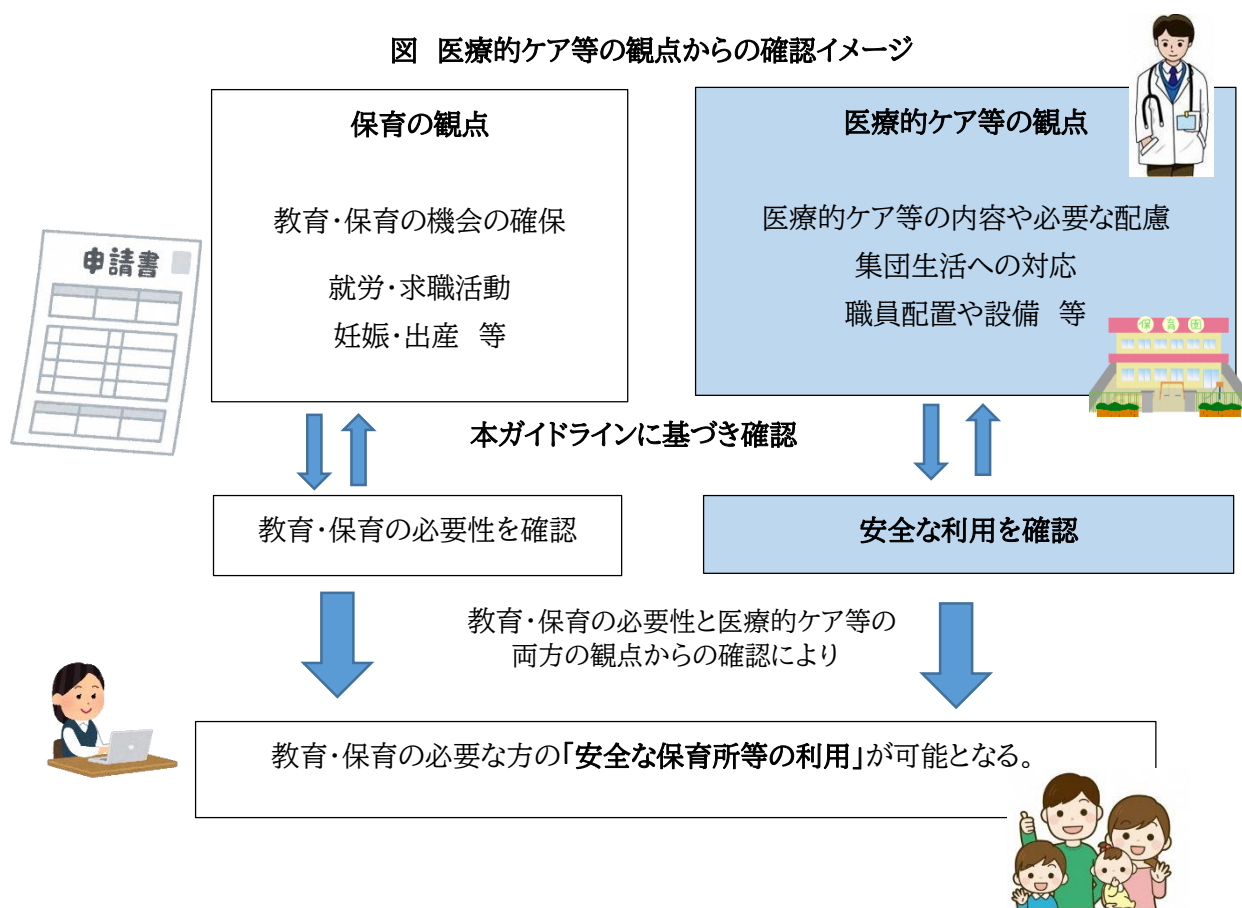 図 医療的ケア等の観点からの確認イメージ
保育の観点
教育・保育の機会の確保
就労・求職活動
妊娠・出産 等
医療的ケア等の観点
医療的ケア等の内容や必要な配慮
集団生活への対応
職員配置や設備 等
申請書
保育園
本ガイドラインに基づき確認
教育・保育の必要性を確認
安全な利用を確認
教育・保育の必要性と医療的ケア等の
両方の観点からの確認により
教育・保育の必要な方の「安全な保育所等の利用」が可能となる。